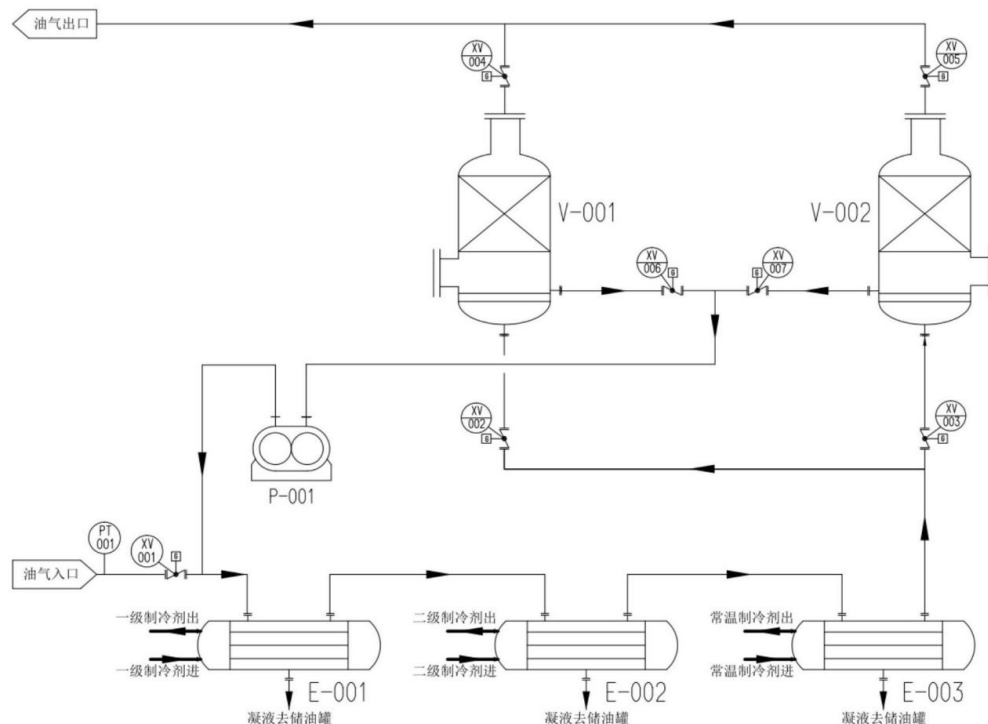 油气出口
XV
004
XV
005
V-001
V-002
XV
006
XV
007
XV
002
XV
003
P-001
PT
001
XV
001
油气入口
一级制冷剂出
二级制冷剂出
常温制冷剂出
一级制冷剂进
二级制冷剂进
常温制冷剂进
E-001
E-002
E-003
凝液去储油罐
凝液去储油罐
凝液去储油罐